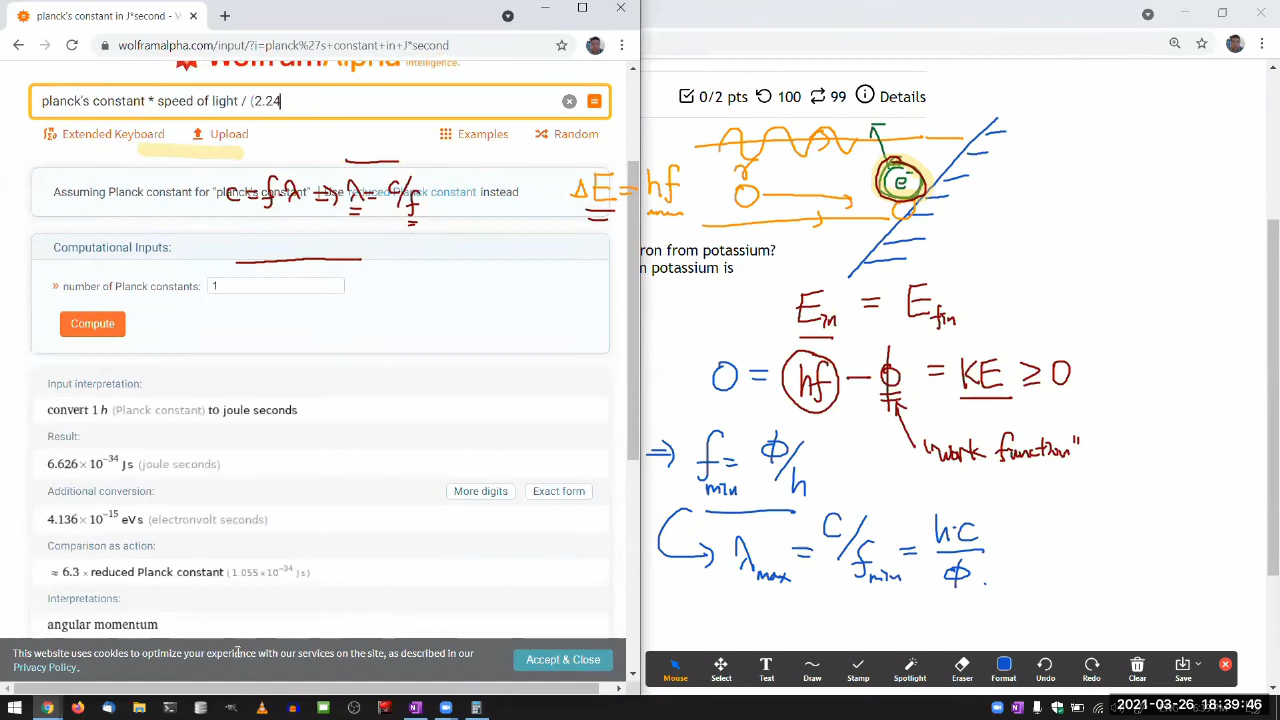 planck's constant in J*second - W
wolframalpha.com/input/?i=planck%27s+constant+in+J*second
WolframAlpha
intelligence.
planck's constant * speed of light / (2.24
Extended Keyboard
Upload
Examples
Random
Assuming Planck constant for "planck's constant" | Use reduced Planck constant instead
c = f·λ ⇒ λ = c/f
ΔE = hf
min
Computational Inputs:
» number of Planck constants: 1
Compute
Input interpretation:
convert 1 h (Planck constant) to joule seconds
Result:
6.626×10^-34 J s (joule seconds)
Additional conversion:
More digits
Exact form
4.136×10^-15 eV s (electronvolt seconds)
Comparison as action:
≈ 6.3 × reduced Planck constant (1.055×10^-34 J s)
Interpretations:
angular momentum
This website uses cookies to optimize your experience with our services on the site, as described in our
Privacy Policy.
Accept & Close
0/2 pts
100
99
Details
γ
e-
ron from potassium?
n potassium is
E_in = E_fin
0 = hf - ϕ = KE ≥ 0
"work function"
⇒ f_min = ϕ/h
λ_max = c/f_min = h·c/ϕ.
Mouse
Select
Text
Draw
Stamp
Spotlight
Eraser
Format
Undo
Redo
Clear
Save
2021-03-26 18:39:46